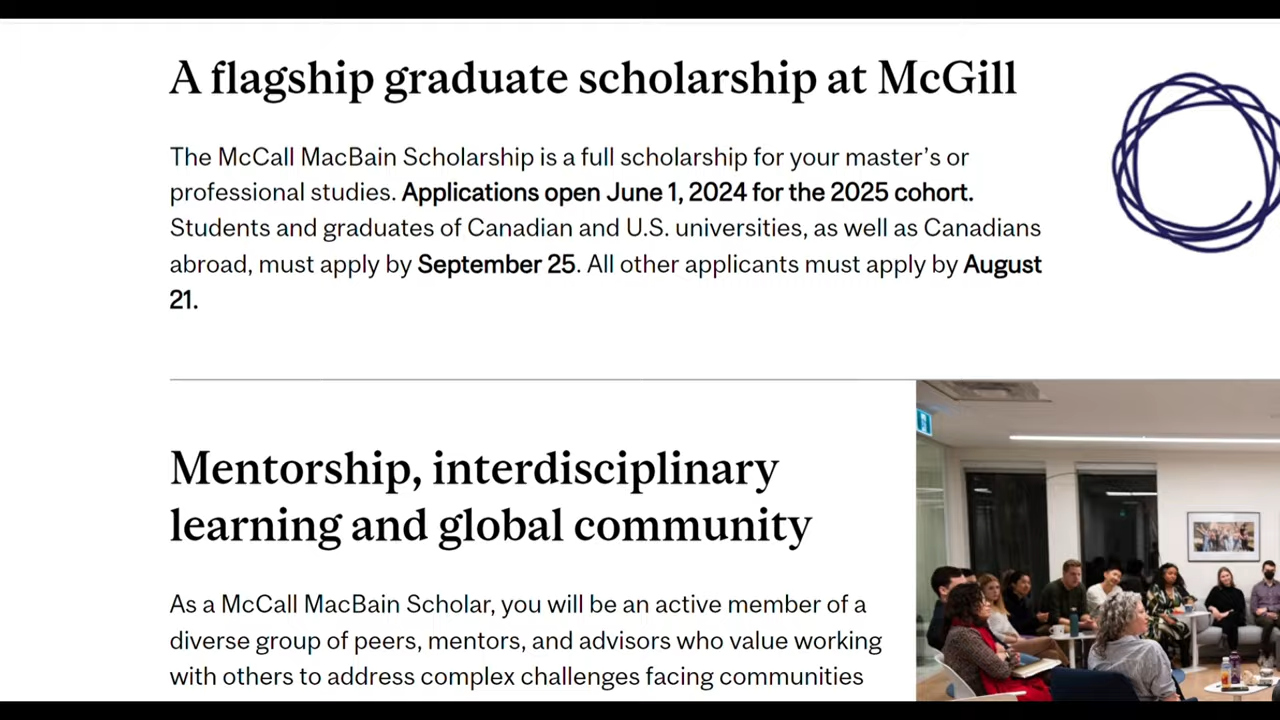 A flagship graduate scholarship at McGill
The McCall MacBain Scholarship is a full scholarship for your master’s or
professional studies. Applications open June 1, 2024 for the 2025 cohort.
Students and graduates of Canadian and U.S. universities, as well as Canadians
abroad, must apply by September 25. All other applicants must apply by August
21.
Mentorship, interdisciplinary
learning and global community
As a McCall MacBain Scholar, you will be an active member of a
diverse group of peers, mentors, and advisors who value working
with others to address complex challenges facing communities